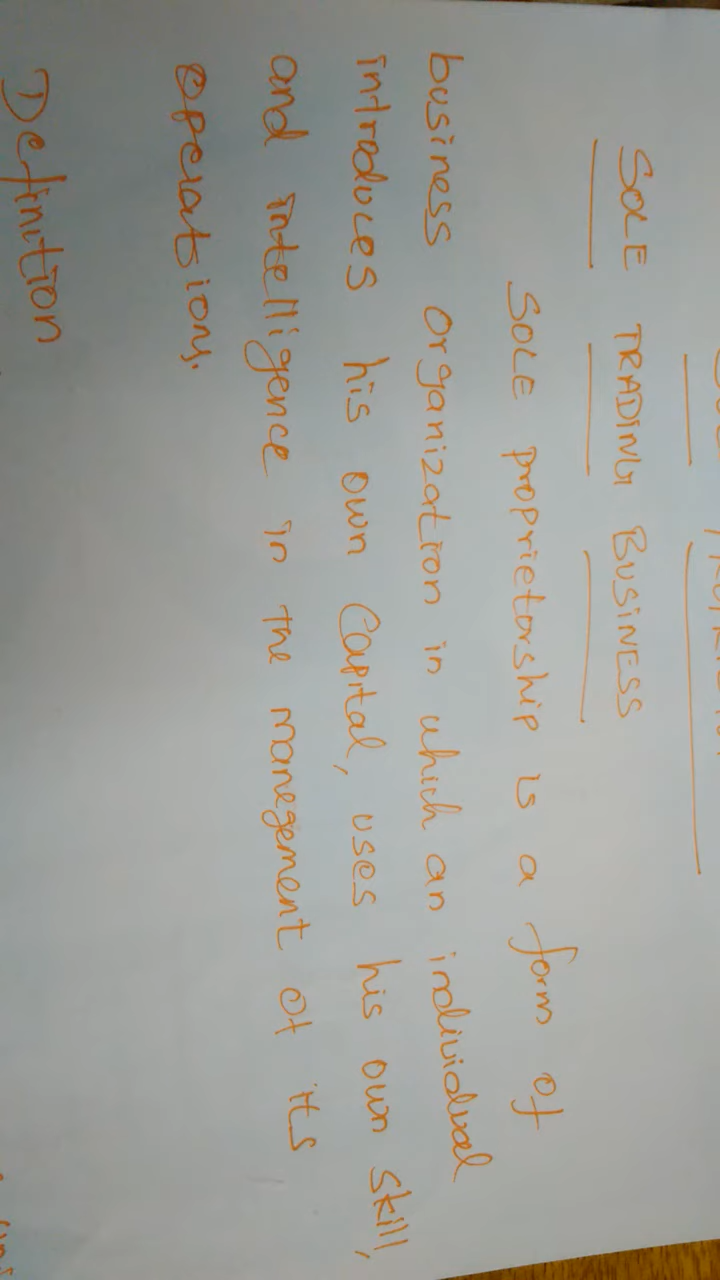 SOLE TRADING BUSINESS
SOLE proprietorship is a form of
business organization in which an individual
introduces his own Capital, uses his own skill,
and intelligence in the manegement of its
operations.
Definition